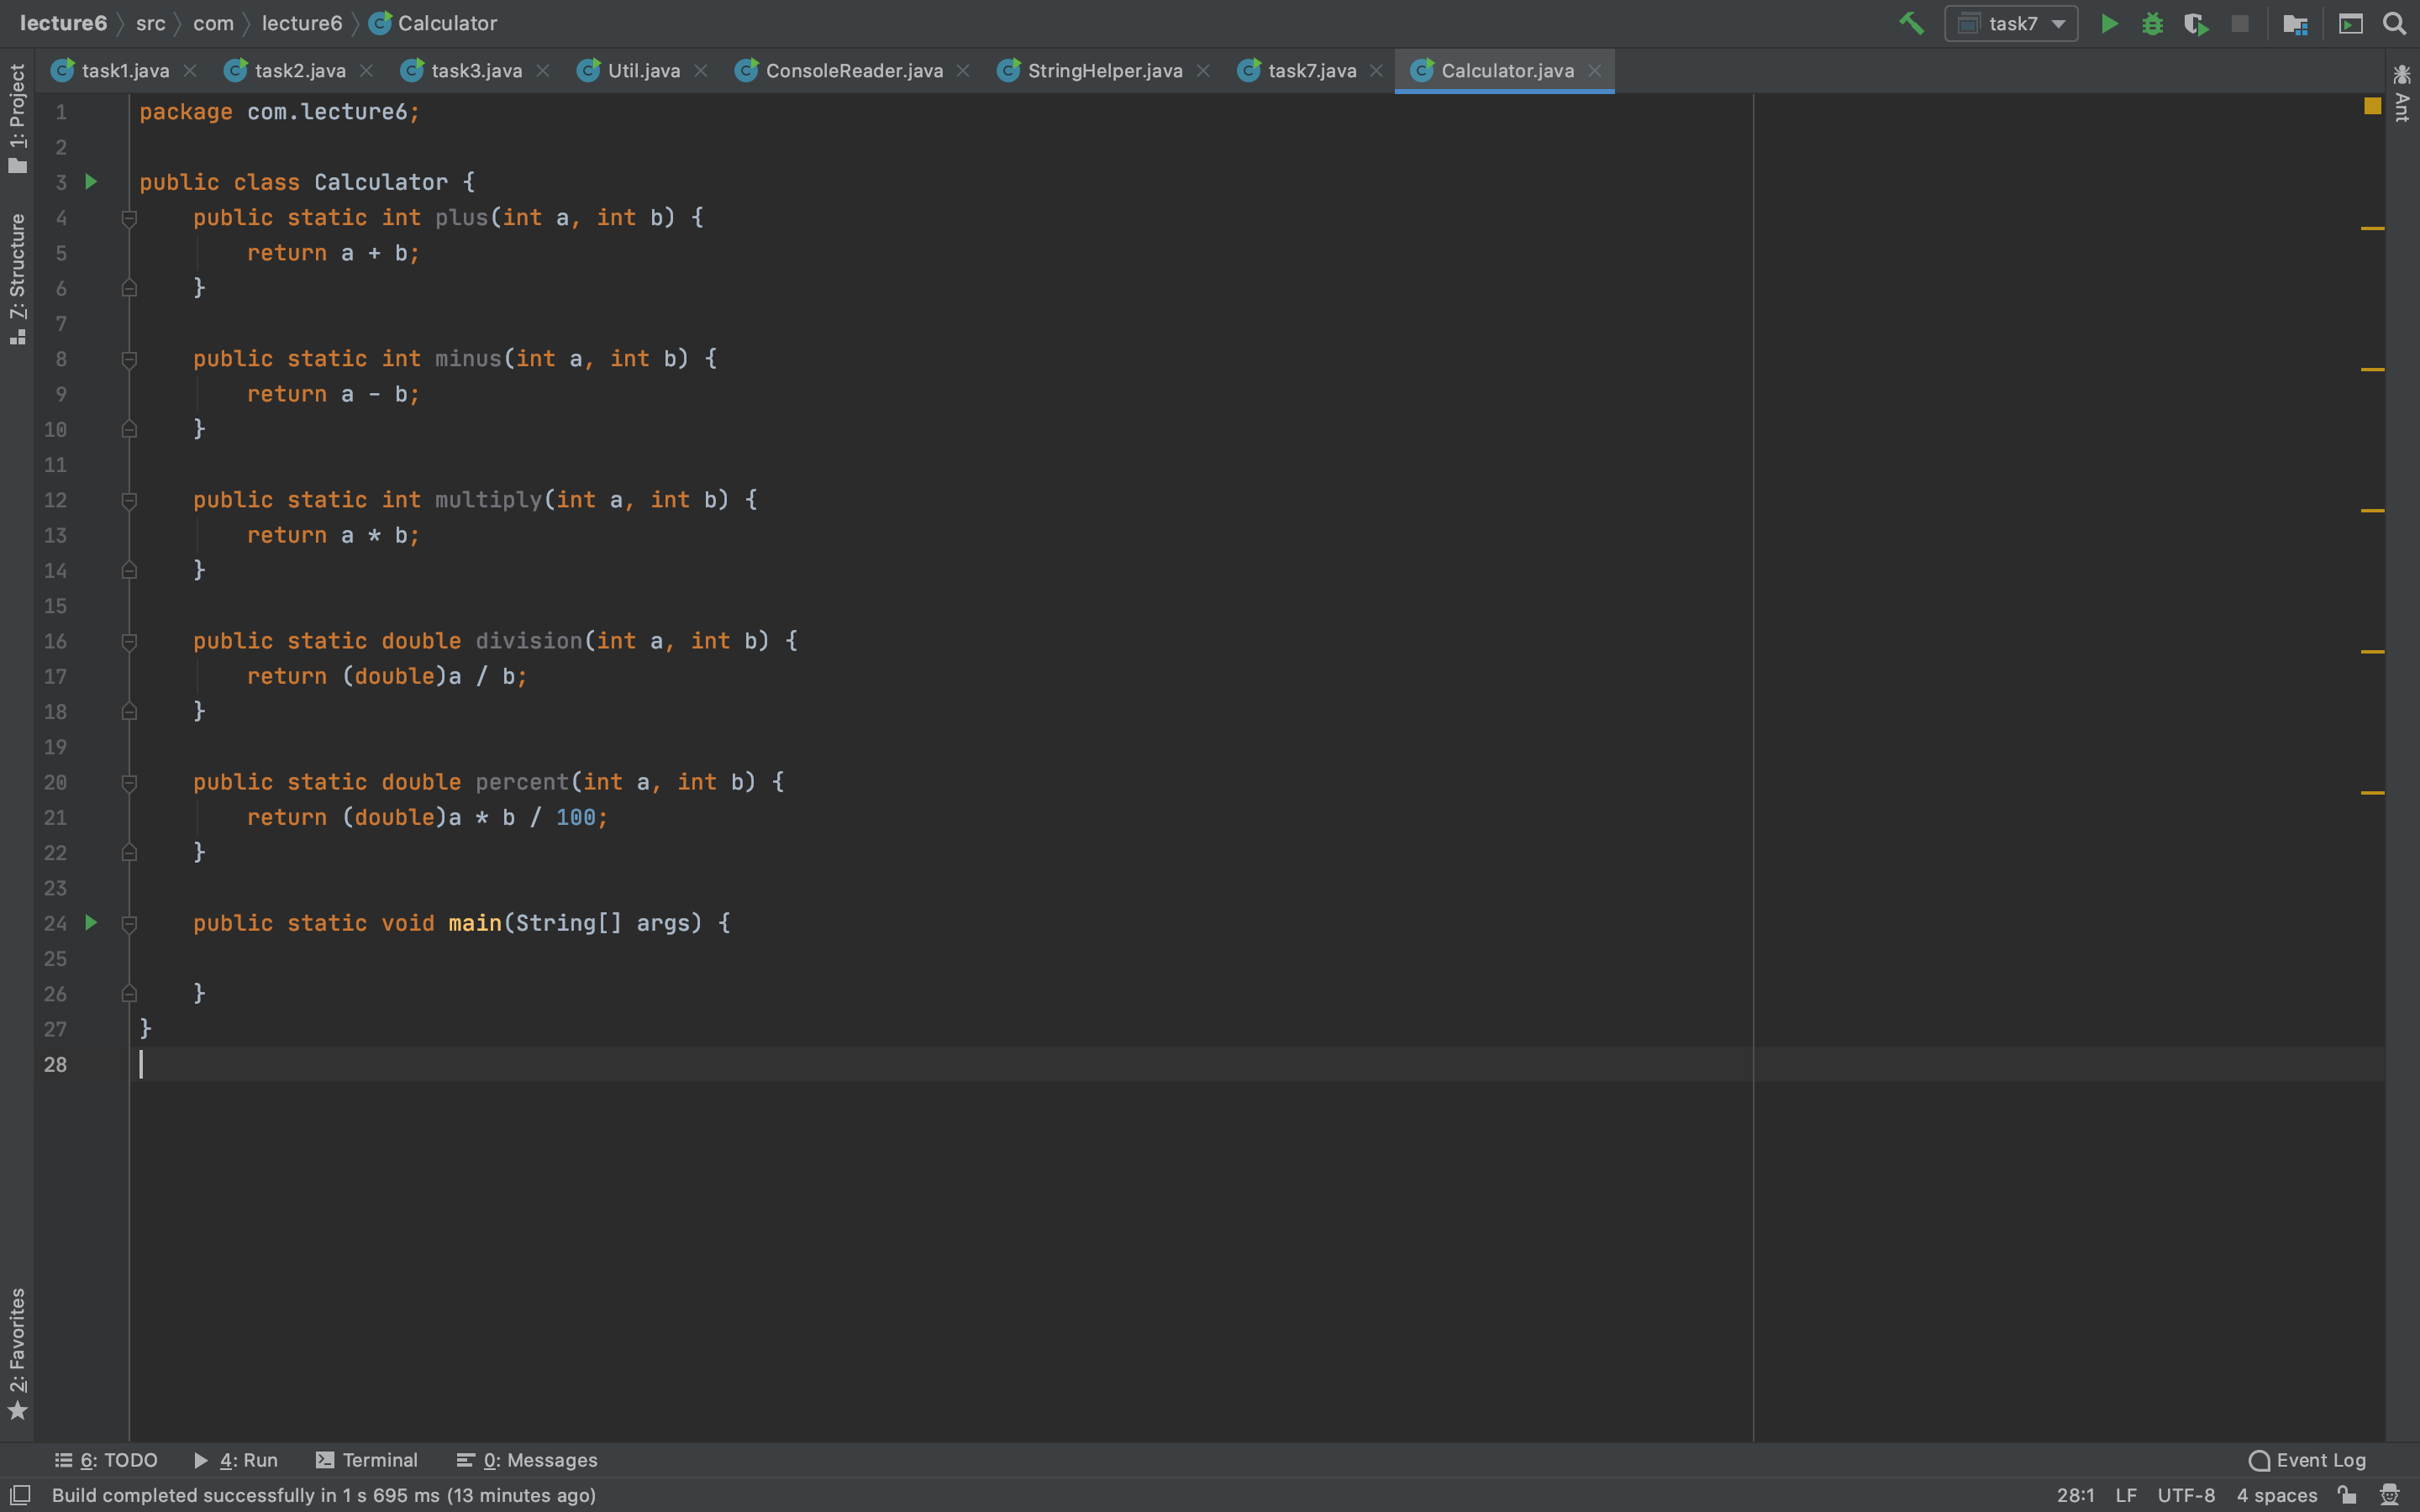 lecture6 src com lecture6 Calculator task7
task1.java task2.java task3.java Util.java ConsoleReader.java StringHelper.java task7.java Calculator.java
1: Project
Z: Structure
2: Favorites
Ant
1 package com.lecture6;
2
3 public class Calculator {
4     public static int plus(int a, int b) {
5         return a + b;
6     }
7
8     public static int minus(int a, int b) {
9         return a - b;
10     }
11
12     public static int multiply(int a, int b) {
13         return a * b;
14     }
15
16     public static double division(int a, int b) {
17         return (double)a / b;
18     }
19
20     public static double percent(int a, int b) {
21         return (double)a * b / 100;
22     }
23
24     public static void main(String[] args) {
25
26     }
27 }
28
6: TODO 4: Run Terminal 0: Messages Event Log
Build completed successfully in 1 s 695 ms (13 minutes ago) 28:1 LF UTF-8 4 spaces